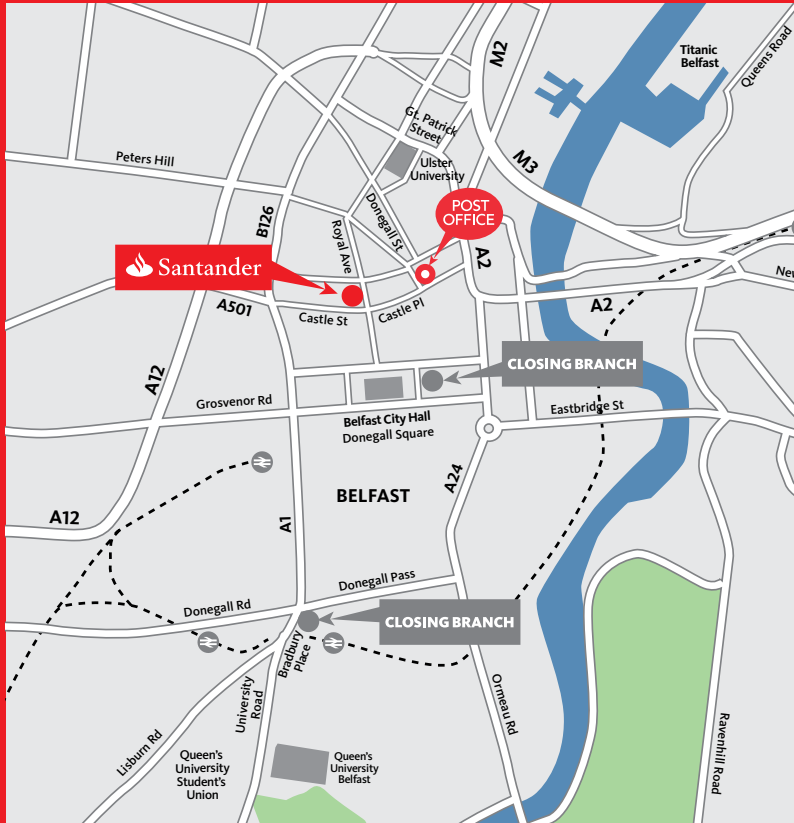 M2
Titanic
Belfast
Queens Road
Gt. Patrick
Street
Peters Hill
M3
Ulster
University
POST
OFFICE
B126
Royal Ave
Donegall St
A2
Santander
New
A501
Castle St
Castle Pl
A2
CLOSING BRANCH
A12
Grosvenor Rd
Eastbridge St
Belfast City Hall
Donegall Square
A24
BELFAST
A12
A1
Donegall Pass
Donegall Rd
CLOSING BRANCH
Bradbury
Place
University
Road
Ormeau Rd
Lisburn Rd
Ravenhill Road
Queen's
University
Student's
Union
Queen's
University
Belfast